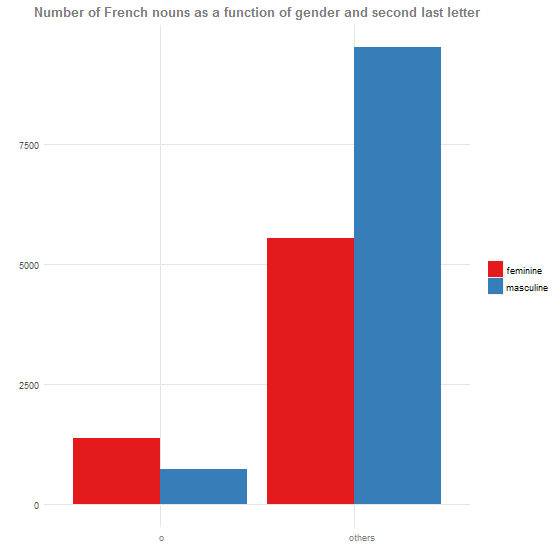 Number of French nouns as a function of gender and second last letter
7500
5000
2500
0
o
others
feminine
masculine